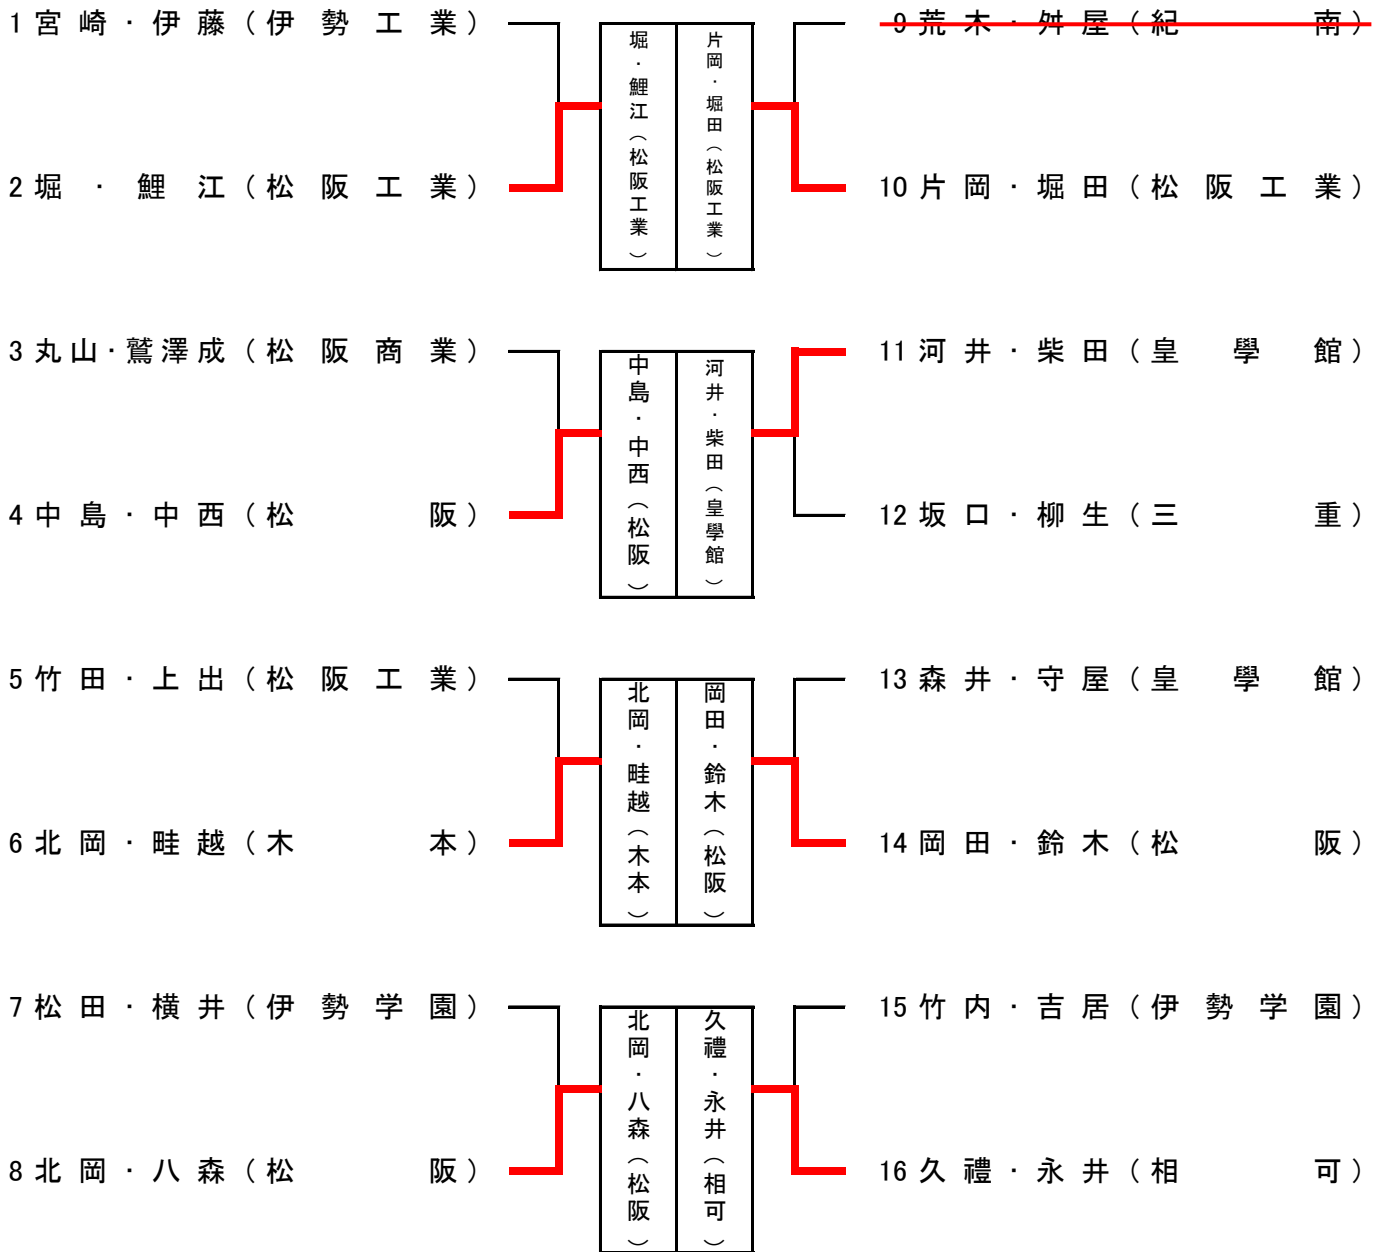 1 宮崎・伊藤（伊勢工業）
2 堀・鯉江（松阪工業）
堀・鯉江（松阪工業）
片岡・堀田（松阪工業）
9 荒木・舛屋（紀南）
10 片岡・堀田（松阪工業）
3 丸山・鷲澤成（松阪商業）
4 中島・中西（松阪）
中島・中西（松阪）
河井・柴田（皇學館）
11 河井・柴田（皇學館）
12 坂口・柳生（三重）
5 竹田・上出（松阪工業）
6 北岡・畦越（木本）
北岡・畦越（木本）
岡田・鈴木（松阪）
13 森井・守屋（皇學館）
14 岡田・鈴木（松阪）
7 松田・横井（伊勢学園）
8 北岡・八森（松阪）
北岡・八森（松阪）
久禮・永井（相可）
15 竹内・吉居（伊勢学園）
16 久禮・永井（相可）